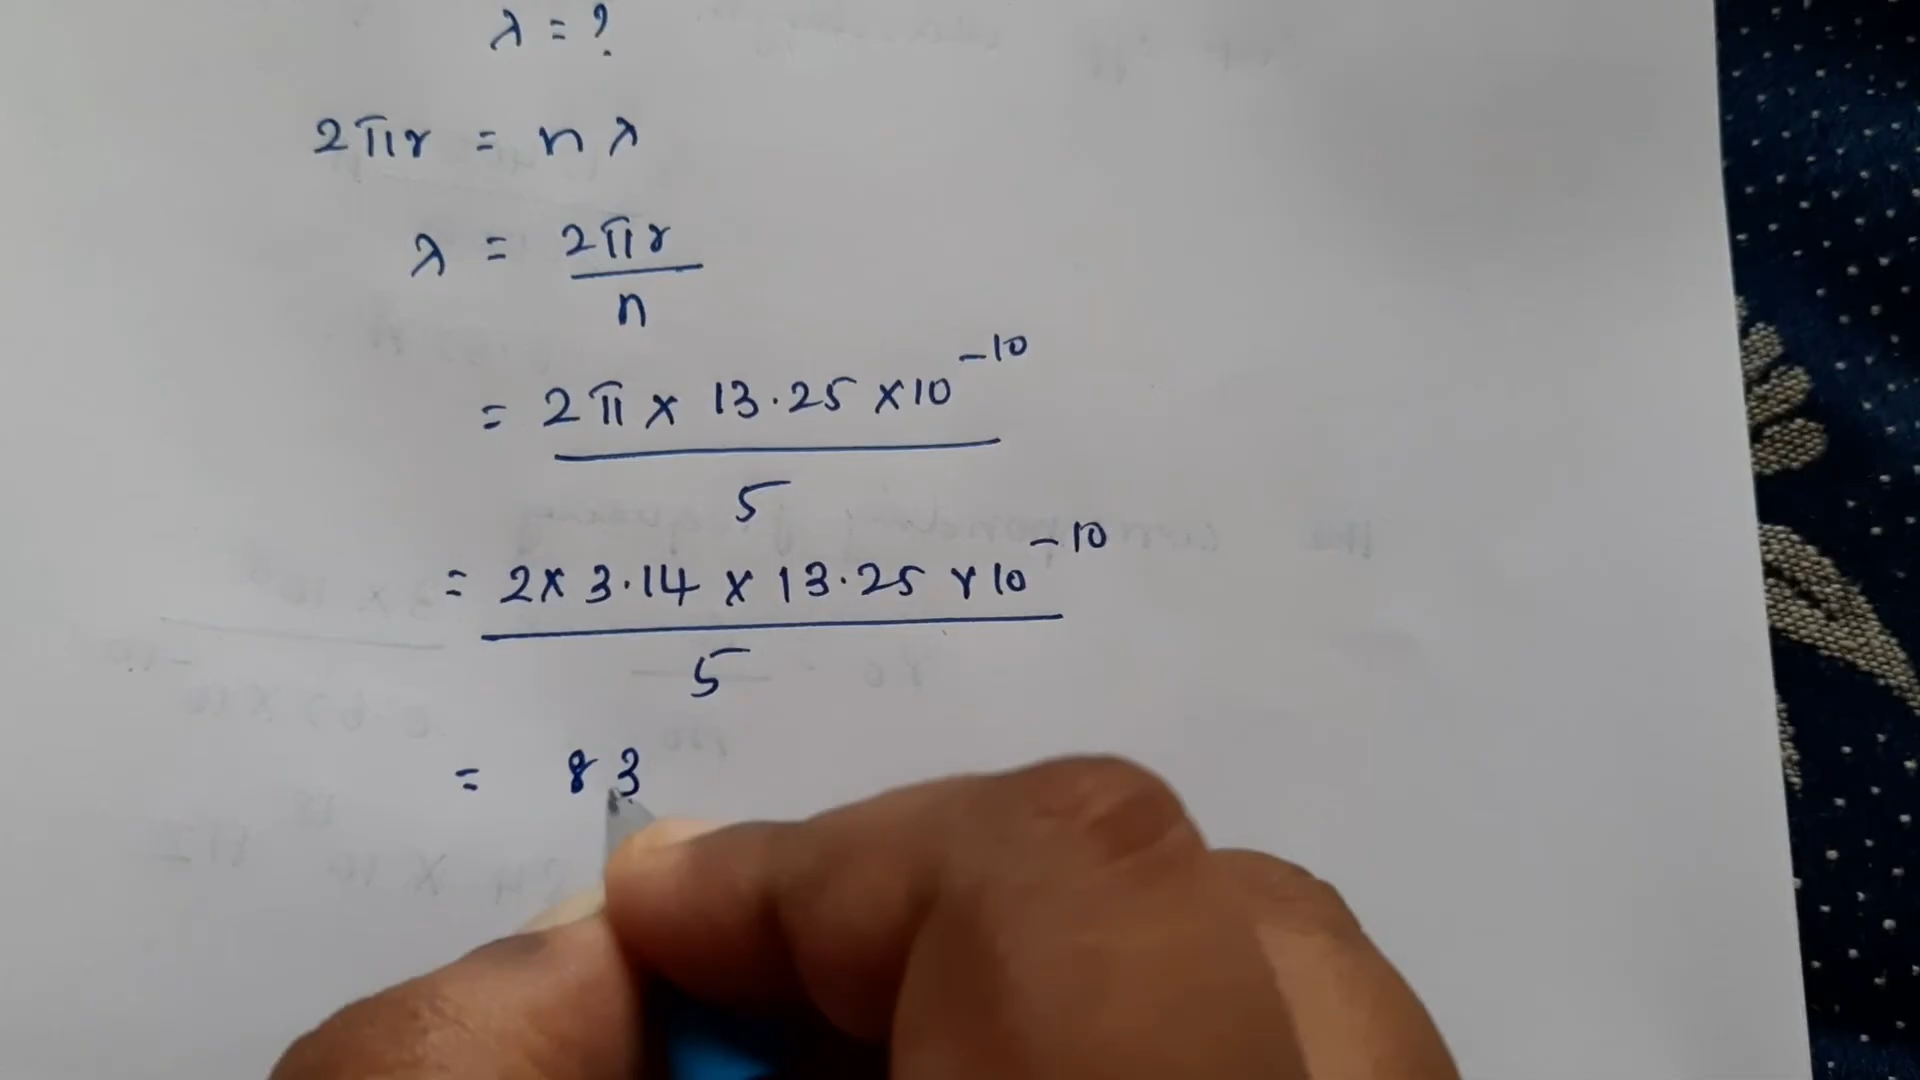 λ = ?
2πr = nλ
λ = 2πr
n
= 2π × 13.25 × 10^-10
5
= 2 × 3.14 × 13.25 × 10^-10
5
= 83